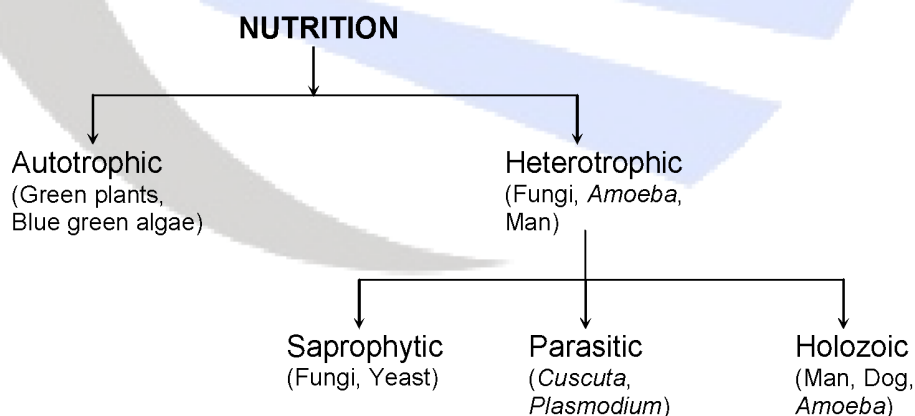 NUTRITION
Autotrophic
(Green plants,
Blue green algae)
Heterotrophic
(Fungi, Amoeba,
Man)
Saprophytic
(Fungi, Yeast)
Parasitic
(Cuscuta,
Plasmodium)
Holozoic
(Man, Dog,
Amoeba)